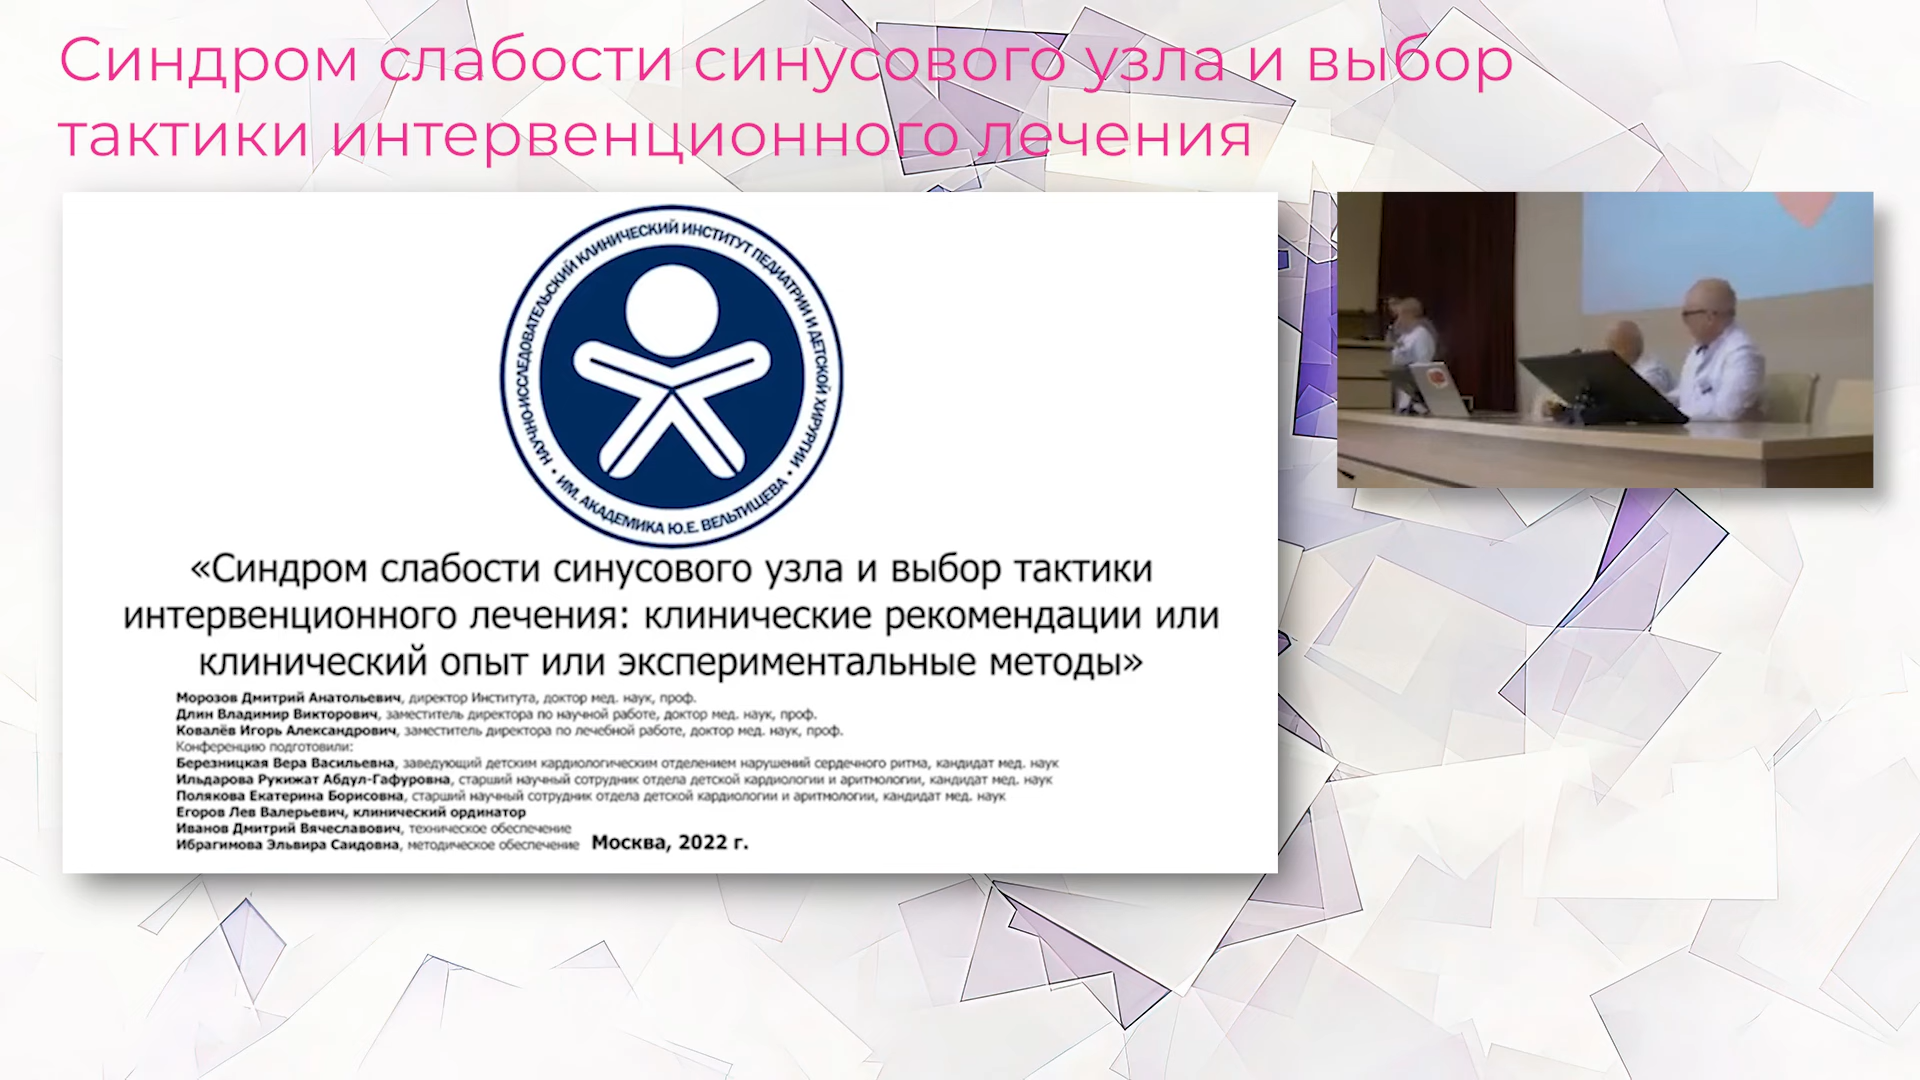 Синдром слабости синусового узла и выбор
тактики интервенционного лечения
НАУЧНО-ИССЛЕДОВАТЕЛЬСКИЙ КЛИНИЧЕСКИЙ ИНСТИТУТ ПЕДИАТРИИ И ДЕТСКОЙ ХИРУРГИИ
• ИМ. АКАДЕМИКА Ю.Е. ВЕЛЬТИЩЕВА •
«Синдром слабости синусового узла и выбор тактики
интервенционного лечения: клинические рекомендации или
клинический опыт или экспериментальные методы»
Морозов Дмитрий Анатольевич, директор Института, доктор мед. наук, проф.
Длин Владимир Викторович, заместитель директора по научной работе, доктор мед. наук, проф.
Ковалёв Игорь Александрович, заместитель директора по лечебной работе, доктор мед. наук, проф.
Конференцию подготовили:
Березницкая Вера Васильевна, заведующий детским кардиологическим отделением нарушений сердечного ритма, кандидат мед. наук
Ильдарова Рукижат Абдул-Гафуровна, старший научный сотрудник отдела детской кардиологии и аритмологии, кандидат мед. наук
Полякова Екатерина Борисовна, старший научный сотрудник отдела детской кардиологии и аритмологии, кандидат мед. наук
Егоров Лев Валерьевич, клинический ординатор
Иванов Дмитрий Вячеславович, техническое обеспечение
Ибрагимова Эльвира Саидовна, методическое обеспечение Москва, 2022 г.